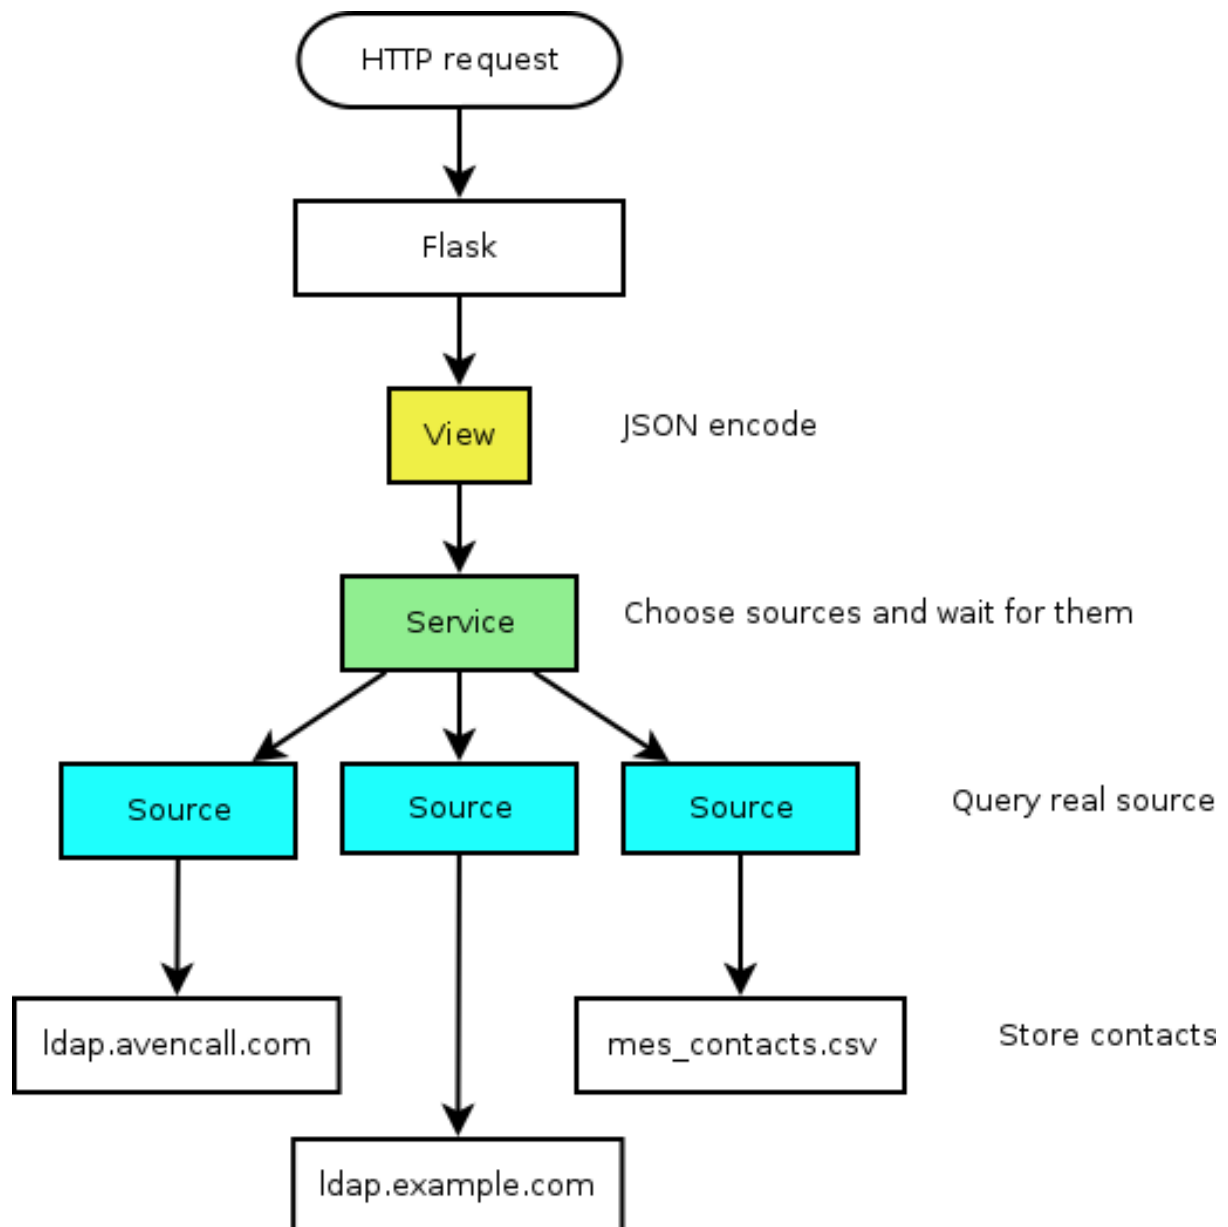 HTTP request
Flask
View
JSON encode
Service
Choose sources and wait for them
Source
Source
Source
Query real source
ldap.avencall.com
mes_contacts.csv
Store contacts
ldap.example.com